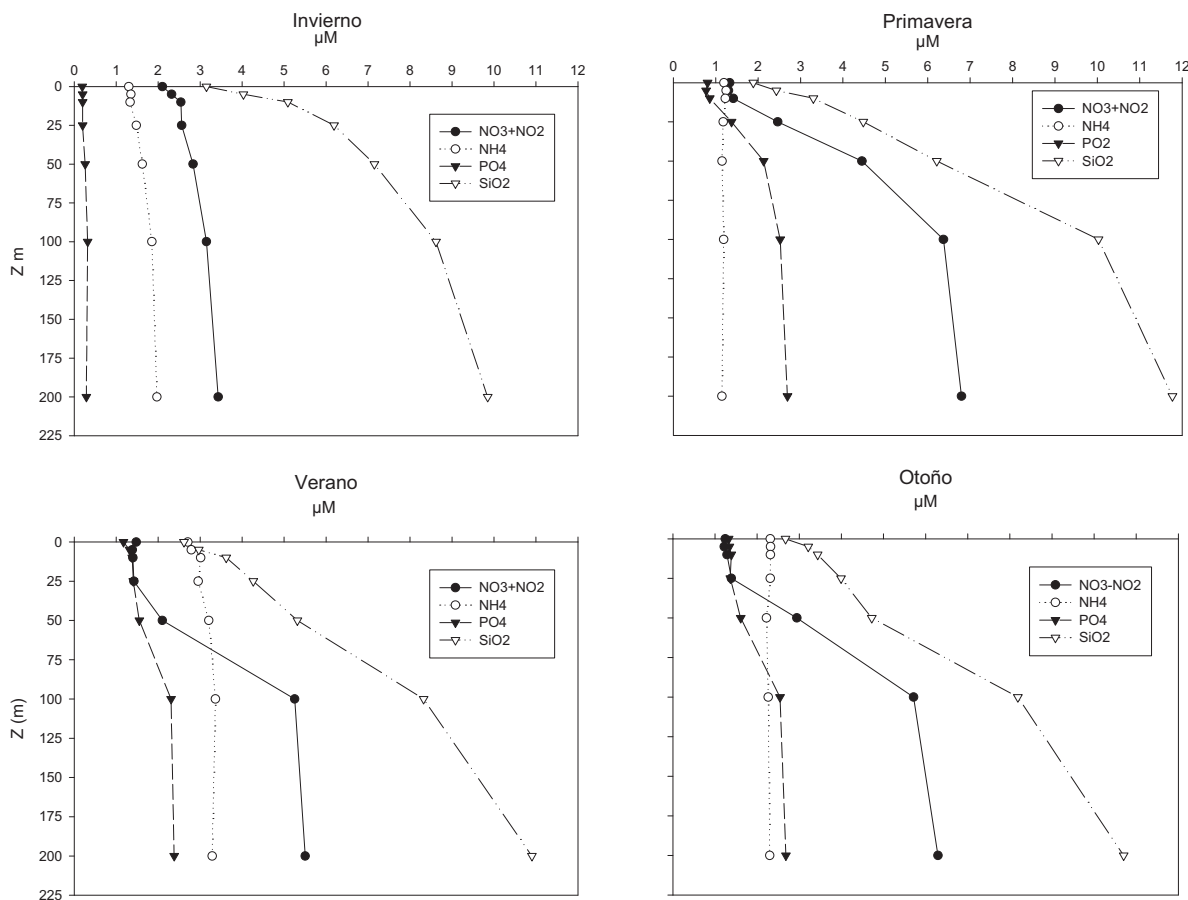 Invierno
µM
0 1 2 3 4 5 6 7 8 9 10 11 12
0
25
50
75
100
125
150
175
200
225
Z m
NO3+NO2
NH4
PO4
SiO2
Primavera
µM
0 1 2 3 4 5 6 7 8 9 10 11 12
NO3+NO2
NH4
PO2
SiO2
Verano
µM
0
25
50
75
100
125
150
175
200
225
Z (m)
NO3+NO2
NH4
PO4
SiO2
Otoño
µM
NO3-NO2
NH4
PO4
SiO2